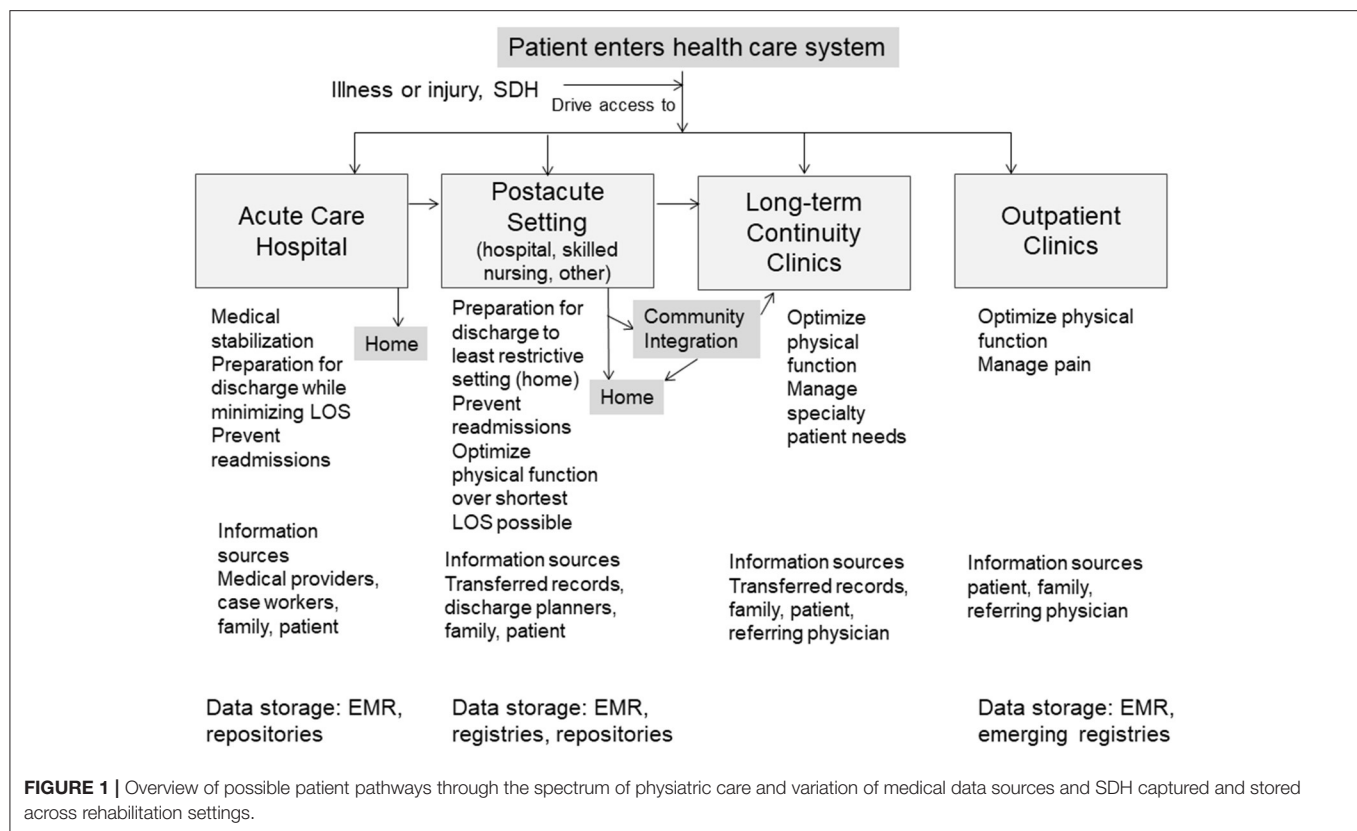 Patient enters health care system
Illness or injury, SDH
Drive access to
Acute Care
Hospital
Postacute
Setting
(hospital, skilled
nursing, other)
Long-term
Continuity
Clinics
Outpatient
Clinics
Medical
stabilization
Preparation for
discharge while
minimizing LOS
Prevent
readmissions
Home
Preparation for
discharge to
least restrictive
setting (home)
Prevent
readmissions
Optimize
physical function
over shortest
LOS possible
Community
Integration
Home
Optimize
physical
function
Manage
specialty
patient needs
Optimize physical
function
Manage pain
Information
sources
Medical providers,
case workers,
family, patient
Information sources
Transferred records,
discharge planners,
family, patient
Information sources
Transferred records,
family, patient,
referring physician
Information sources
patient, family,
referring physician
Data storage: EMR,
repositories
Data storage: EMR,
registries, repositories
Data storage: EMR,
emerging registries
FIGURE 1 | Overview of possible patient pathways through the spectrum of physiatric care and variation of medical data sources and SDH captured and stored
across rehabilitation settings.